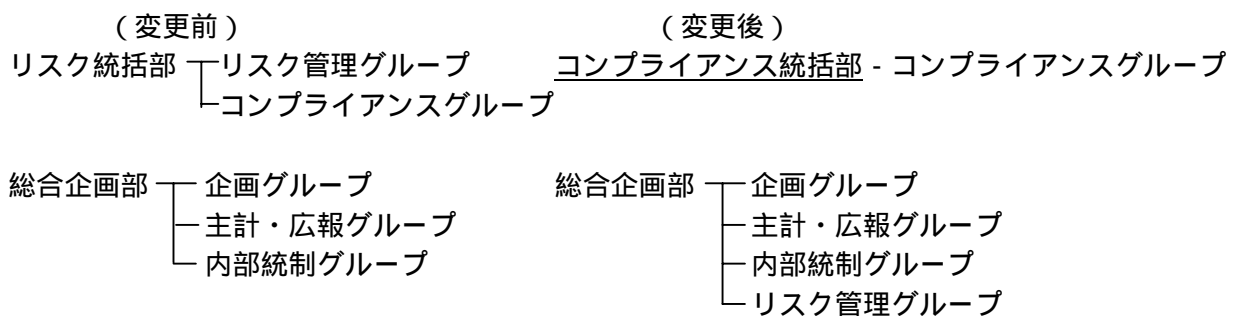 （変更前） （変更後）
リスク統括部 リスク管理グループ コンプライアンス統括部 - コンプライアンスグループ
コンプライアンスグループ
総合企画部 企画グループ 総合企画部 企画グループ
主計・広報グループ 主計・広報グループ
内部統制グループ 内部統制グループ
リスク管理グループ